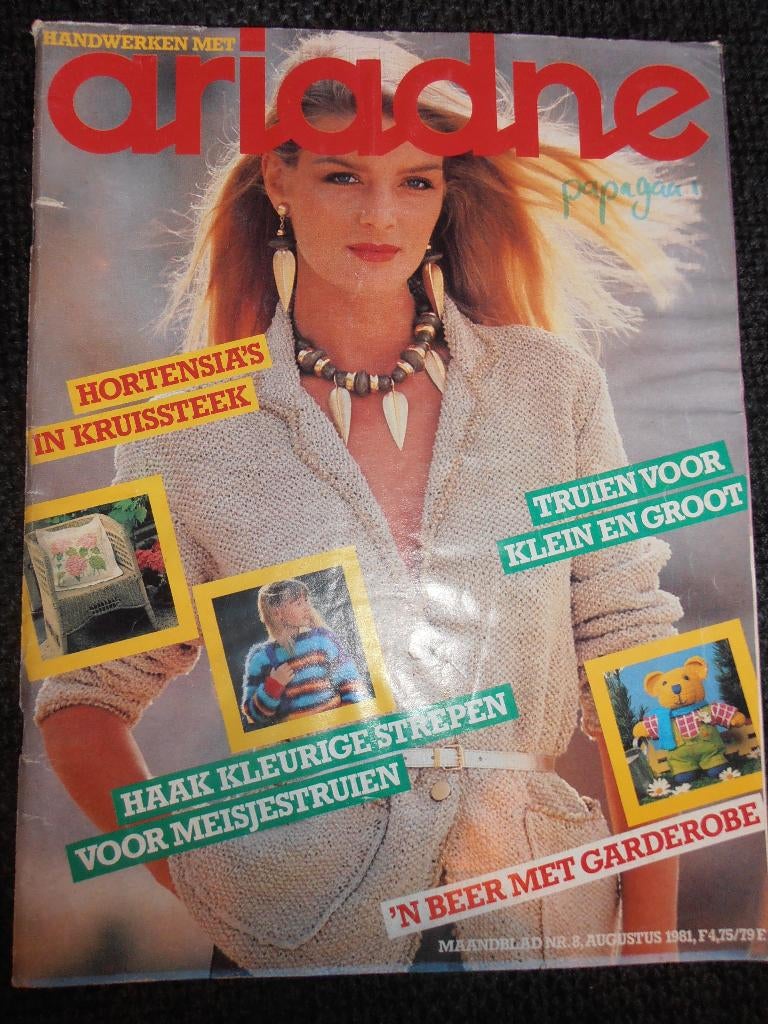 HANDWERKEN MET
ariadne
papagaai
HORTENSIA'S
IN KRUISSTEEK
TRUIEN VOOR
KLEIN EN GROOT
HAAK KLEURIGE STREPEN
VOOR MEISJESTRUIEN
'N BEER MET GARDEROBE
MAANDBLAD NR. 8, AUGUSTUS 1981, F 4,75/79 F.